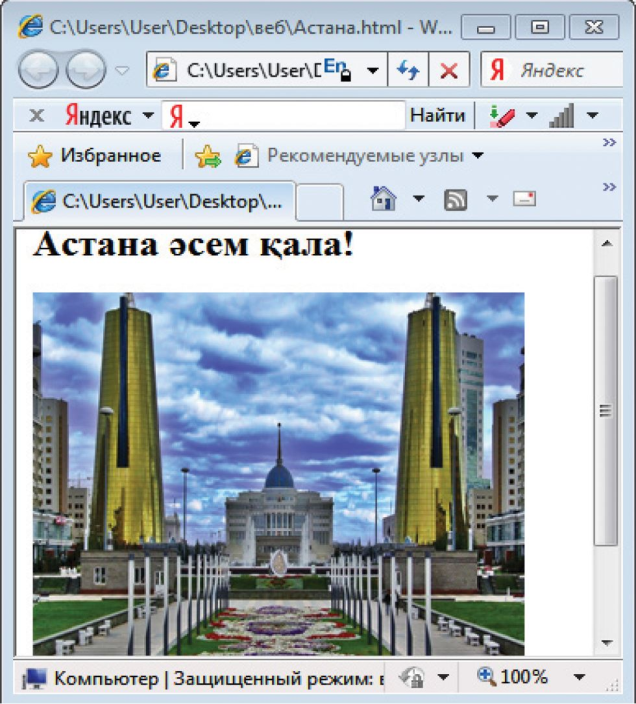 C:\Users\User\Desktop\веб\Астана.html - W...
C:\Users\User\D En Я Яндекс
Яндекс Я Найти
Избранное Рекомендуемые узлы
C:\Users\User\Desktop\...
Астана әсем қала!
Компьютер | Защищенный режим: в 100%